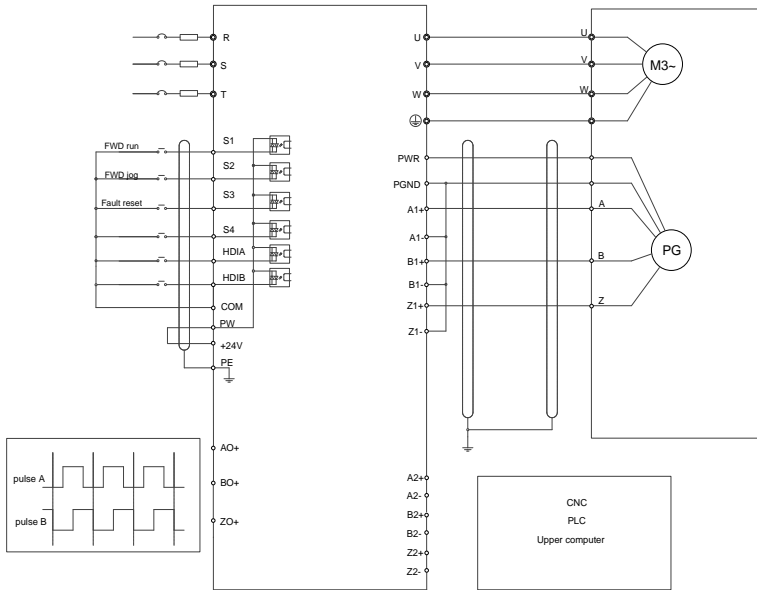 R
S
T
FWD run
S1
FWD jog
S2
Fault reset
S3
S4
HDIA
HDIB
COM
PW
+24V
PE
U
V
W
PWR
PGND
A1+
A1-
B1+
B1-
Z1+
Z1-
U
V
W
M3~
A
B
Z
PG
pulse A
pulse B
AO+
BO+
ZO+
A2+
A2-
B2+
B2-
Z2+
Z2-
CNC
PLC
Upper computer